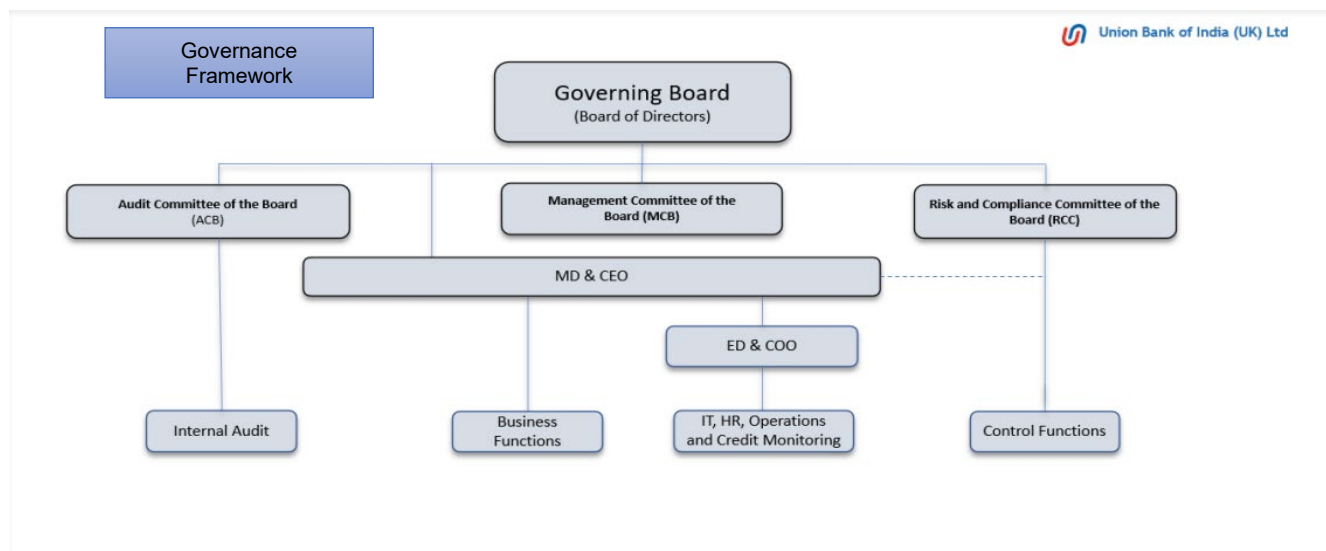 Governance
Framework
Union Bank of India (UK) Ltd
Governing Board
(Board of Directors)
Audit Committee of the Board
(ACB)
Management Committee of the
Board (MCB)
Risk and Compliance Committee of the
Board (RCC)
MD & CEO
ED & COO
Internal Audit
Business
Functions
IT, HR, Operations
and Credit Monitoring
Control Functions